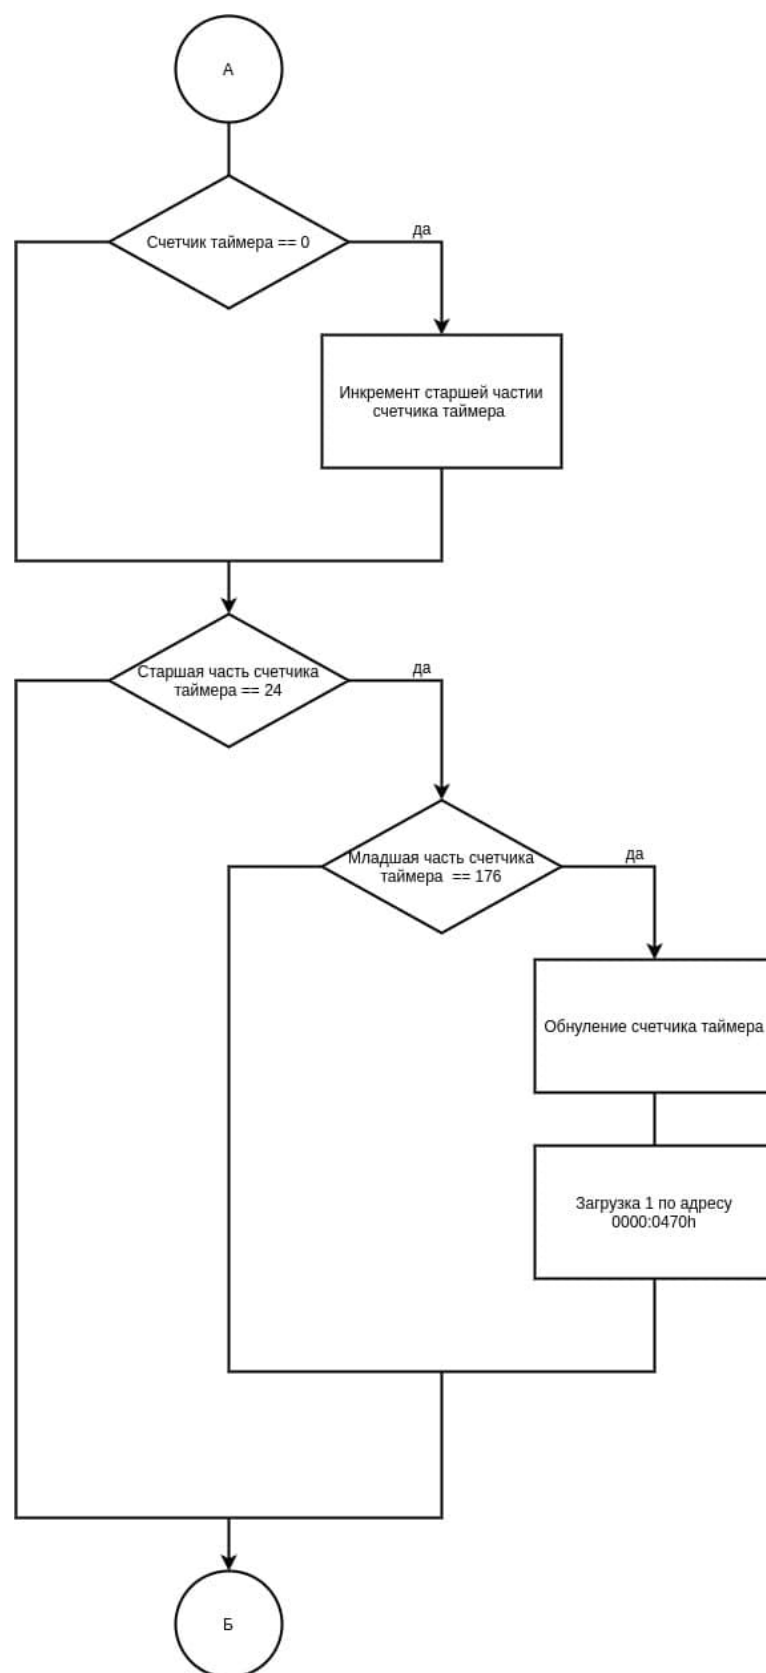 А
Счетчик таймера == 0
да
Инкремент старшей частии
счетчика таймера
Старшая часть счетчика
таймера == 24
да
Младшая часть счетчика
таймера == 176
да
Обнуление счетчика таймера
Загрузка 1 по адресу
0000:0470h
Б